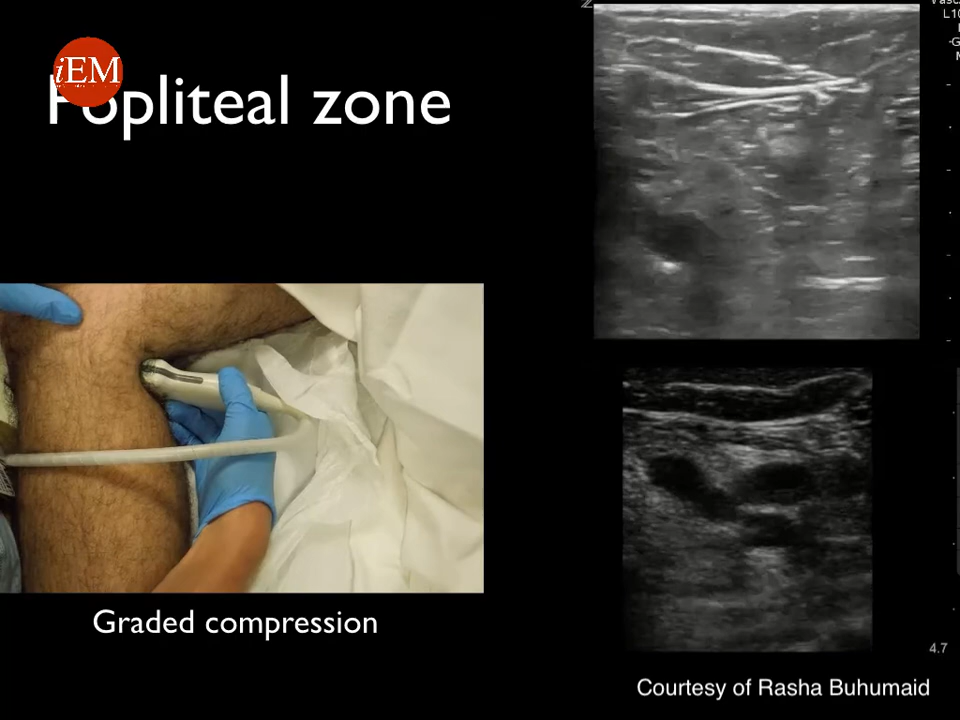 iEM
Popliteal zone
Graded compression
4.7
Courtesy of Rasha Buhumaid